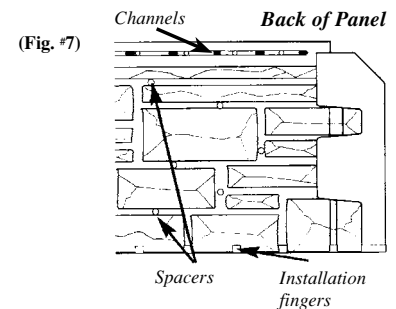 Channels
Back of Panel
(Fig. #7)
Spacers
Installation
fingers